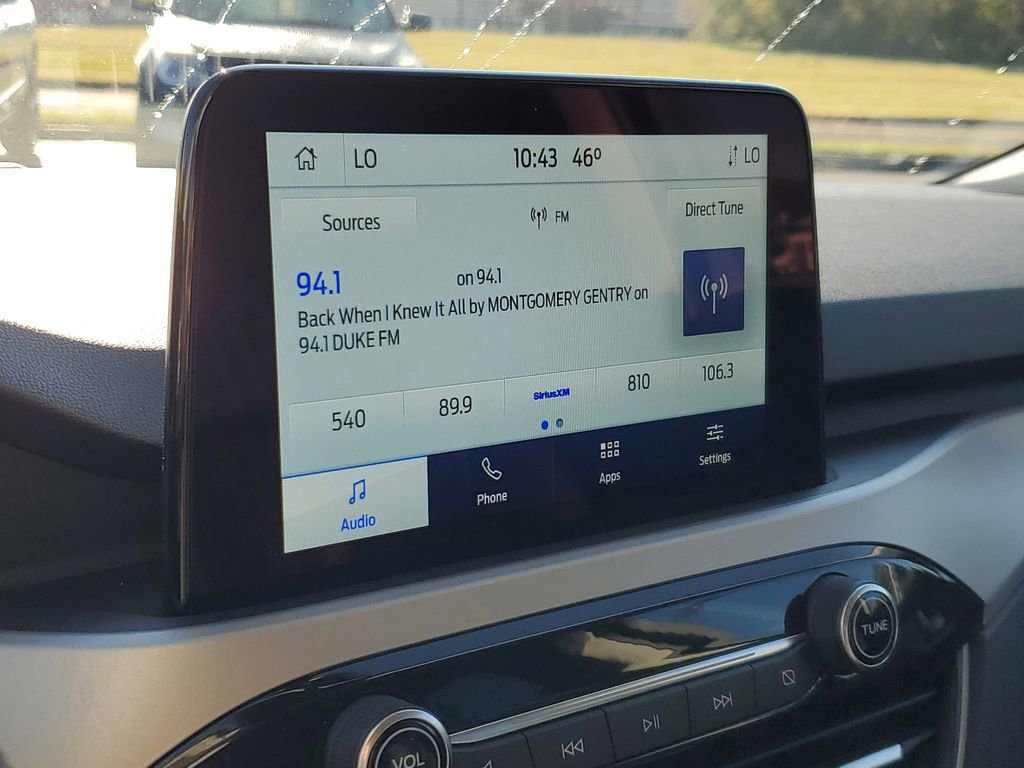 LO 10:43 46° LO
Sources FM Direct Tune
94.1 on 94.1
Back When I Knew It All by MONTGOMERY GENTRY on
94.1 DUKE FM
540 89.9 SiriusXM 810 106.3
Audio Phone Apps Settings
TUNE
VOL